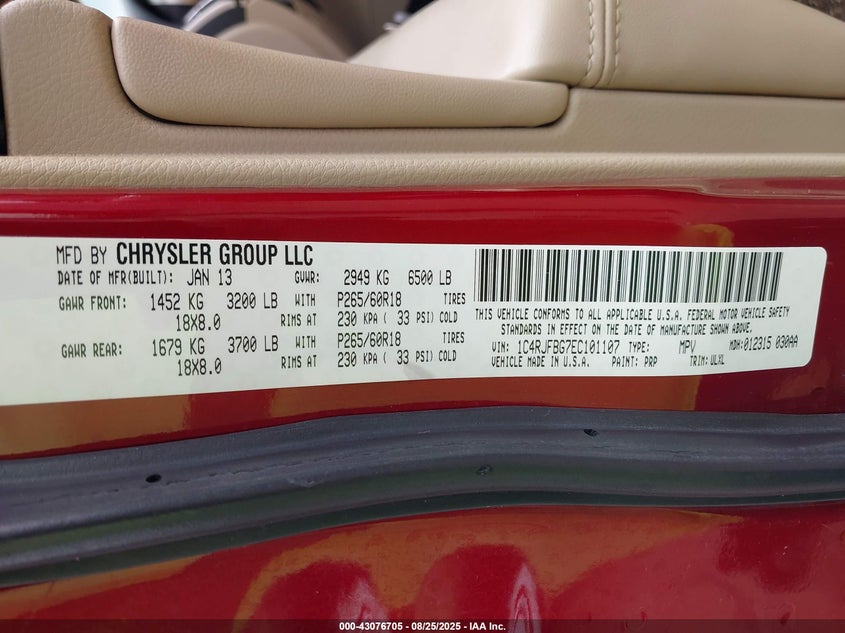 MFD BY CHRYSLER GROUP LLC
DATE OF MFR(BUILT): JAN 13 GVWR: 2949 KG 6500 LB
GAWR FRONT: 1452 KG 3200 LB WITH P265/60R18 TIRES
18X8.0 RIMS AT 230 KPA ( 33 PSI) COLD
GAWR REAR: 1679 KG 3700 LB WITH P265/60R18 TIRES
18X8.0 RIMS AT 230 KPA ( 33 PSI) COLD
THIS VEHICLE CONFORMS TO ALL APPLICABLE U.S.A. FEDERAL MOTOR VEHICLE SAFETY
STANDARDS IN EFFECT ON THE DATE OF MANUFACTURE SHOWN ABOVE.
VIN: 1C4RJFBG7EC101107 TYPE: MPV MDH:012315 030AA
VEHICLE MADE IN U.S.A. PAINT: PRP TRIM: ULXL
000-43076705 - 08/25/2025 - IAA Inc.